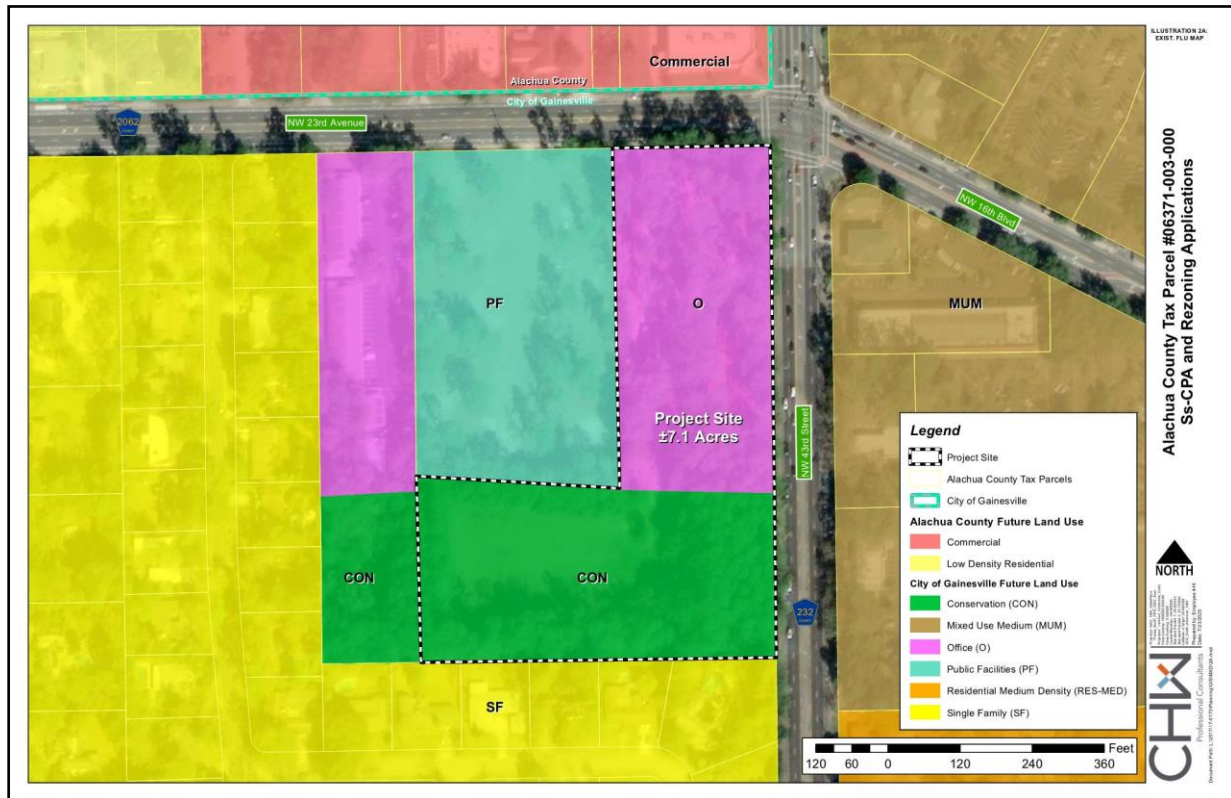 ILLUSTRATION 2A:
EXIST. FLU MAP
Alachua County Tax Parcel #06371-003-000
Ss-CPA and Rezoning Applications
Commercial
Alachua County
City of Gainesville
2062
NW 23rd Avenue
NW 16th Blvd
PF
O
MUM
Project Site
±7.1 Acres
NW 43rd Street
CON
CON
232
SF
Legend
Project Site
Alachua County Tax Parcels
City of Gainesville
Alachua County Future Land Use
Commercial
Low Density Residential
City of Gainesville Future Land Use
Conservation (CON)
Mixed Use Medium (MUM)
Office (O)
Public Facilities (PF)
Residential Medium Density (RES-MED)
Single Family (SF)
Feet
120 60 0 120 240 360
NORTH
CHW
Professional Consultants